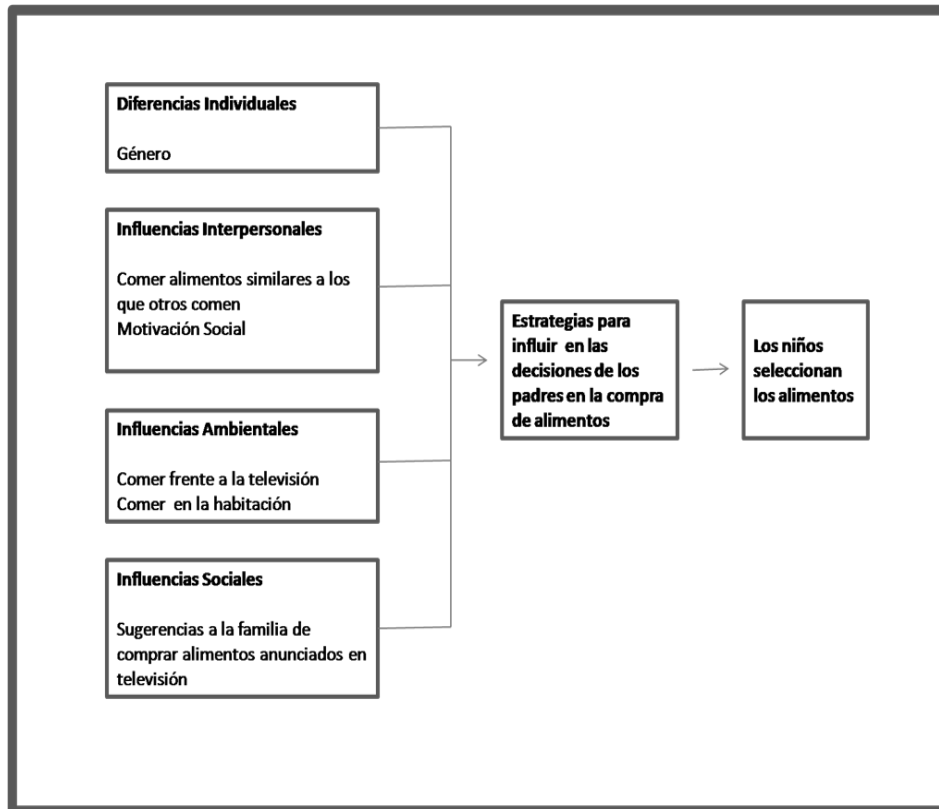 Diferencias Individuales
Género
Influencias Interpersonales
Comer alimentos similares a los
que otros comen
Motivación Social
Influencias Ambientales
Comer frente a la televisión
Comer en la habitación
Influencias Sociales
Sugerencias a la familia de
comprar alimentos anunciados en
televisión
Estrategias para
influir en las
decisiones de los
padres en la compra
de alimentos
Los niños
seleccionan
los alimentos